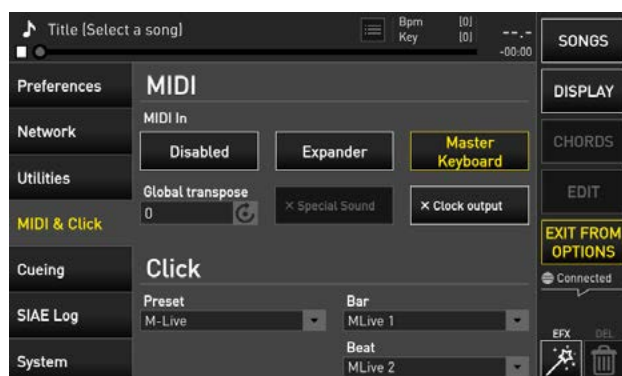 Title (Select a song)
Bpm [0]
Key [0]
--.-
-00:00
SONGS
DISPLAY
CHORDS
EDIT
EXIT FROM
OPTIONS
Connected
EFX DEL
Preferences
Network
Utilities
MIDI & Click
Cueing
SIAE Log
System
MIDI
MIDI In
Disabled
Expander
Master
Keyboard
Global transpose
0
× Special Sound
× Clock output
Click
Preset
M-Live
Bar
MLive 1
Beat
MLive 2